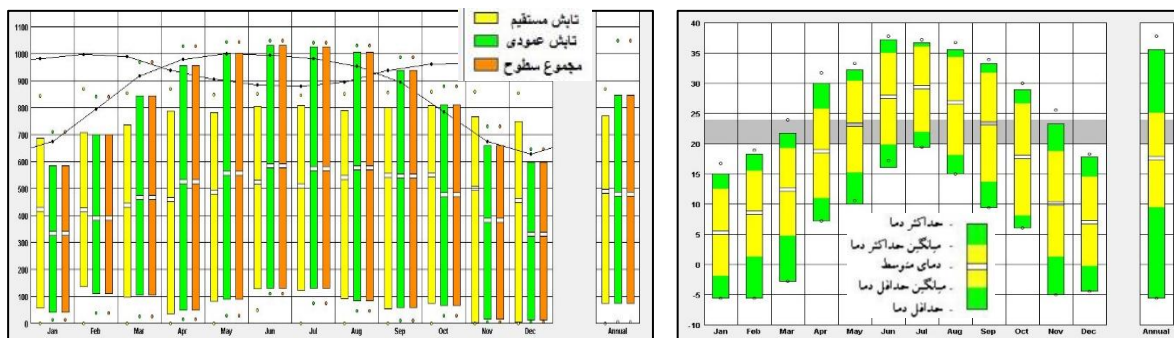 تابش مستقیم
تابش عمودی
مجموع سطوح
1100
1000
900
800
700
600
500
400
300
200
100
0
Jan Feb Mar Apr May Jun Jul Aug Sep Oct Nov Dec Annual
40
35
30
25
20
15
10
5
0
-5
-10
حداکثر دما -
میانگین حداکثر دما -
دمای متوسط -
میانگین حداقل دما -
حداقل دما -
Jan Feb Mar Apr May Jun Jul Aug Sep Oct Nov Dec Annual